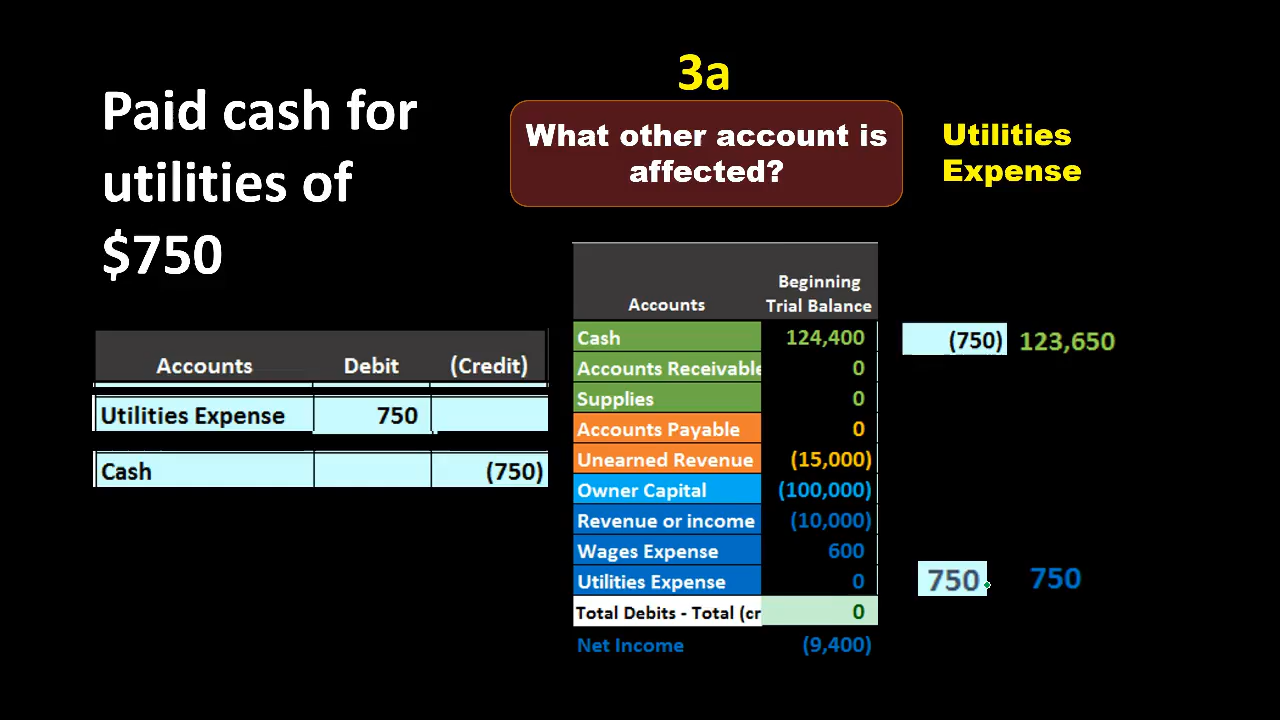 3a
Paid cash for
utilities of
$750
What other account is
affected?
Utilities
Expense
Accounts Debit (Credit)
Utilities Expense 750
Cash (750)
Accounts Beginning
Trial Balance
Cash 124,400 (750) 123,650
Accounts Receivable 0
Supplies 0
Accounts Payable 0
Unearned Revenue (15,000)
Owner Capital (100,000)
Revenue or income (10,000)
Wages Expense 600
Utilities Expense 0 750 750
Total Debits - Total (cr 0
Net Income (9,400)